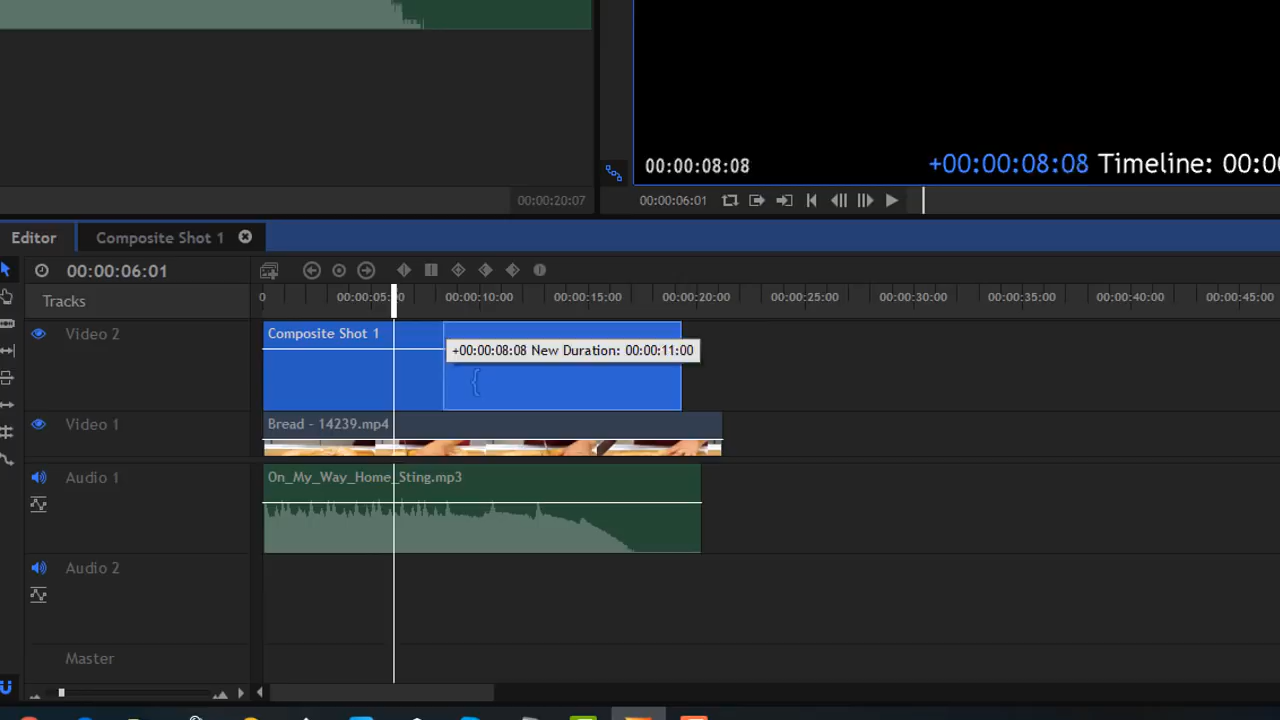 00:00:08:08
+00:00:08:08 Timeline: 00:0
00:00:20:07
00:00:06:01
Editor
Composite Shot 1
00:00:06:01
Tracks
0
00:00:05:00
00:00:10:00
00:00:15:00
00:00:20:00
00:00:25:00
00:00:30:00
00:00:35:00
00:00:40:00
00:00:45:00
Video 2
Composite Shot 1
+00:00:08:08 New Duration: 00:00:11:00
Video 1
Bread - 14239.mp4
Audio 1
On_My_Way_Home_Sting.mp3
Audio 2
Master